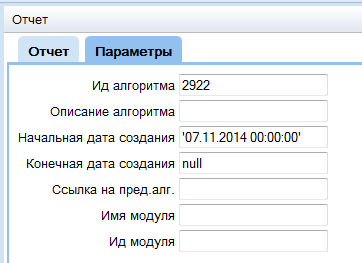 Отчет
Отчет Параметры
Ид алгоритма 2922
Описание алгоритма
Начальная дата создания '07.11.2014 00:00:00'
Конечная дата создания null
Ссылка на пред.алг.
Имя модуля
Ид модуля